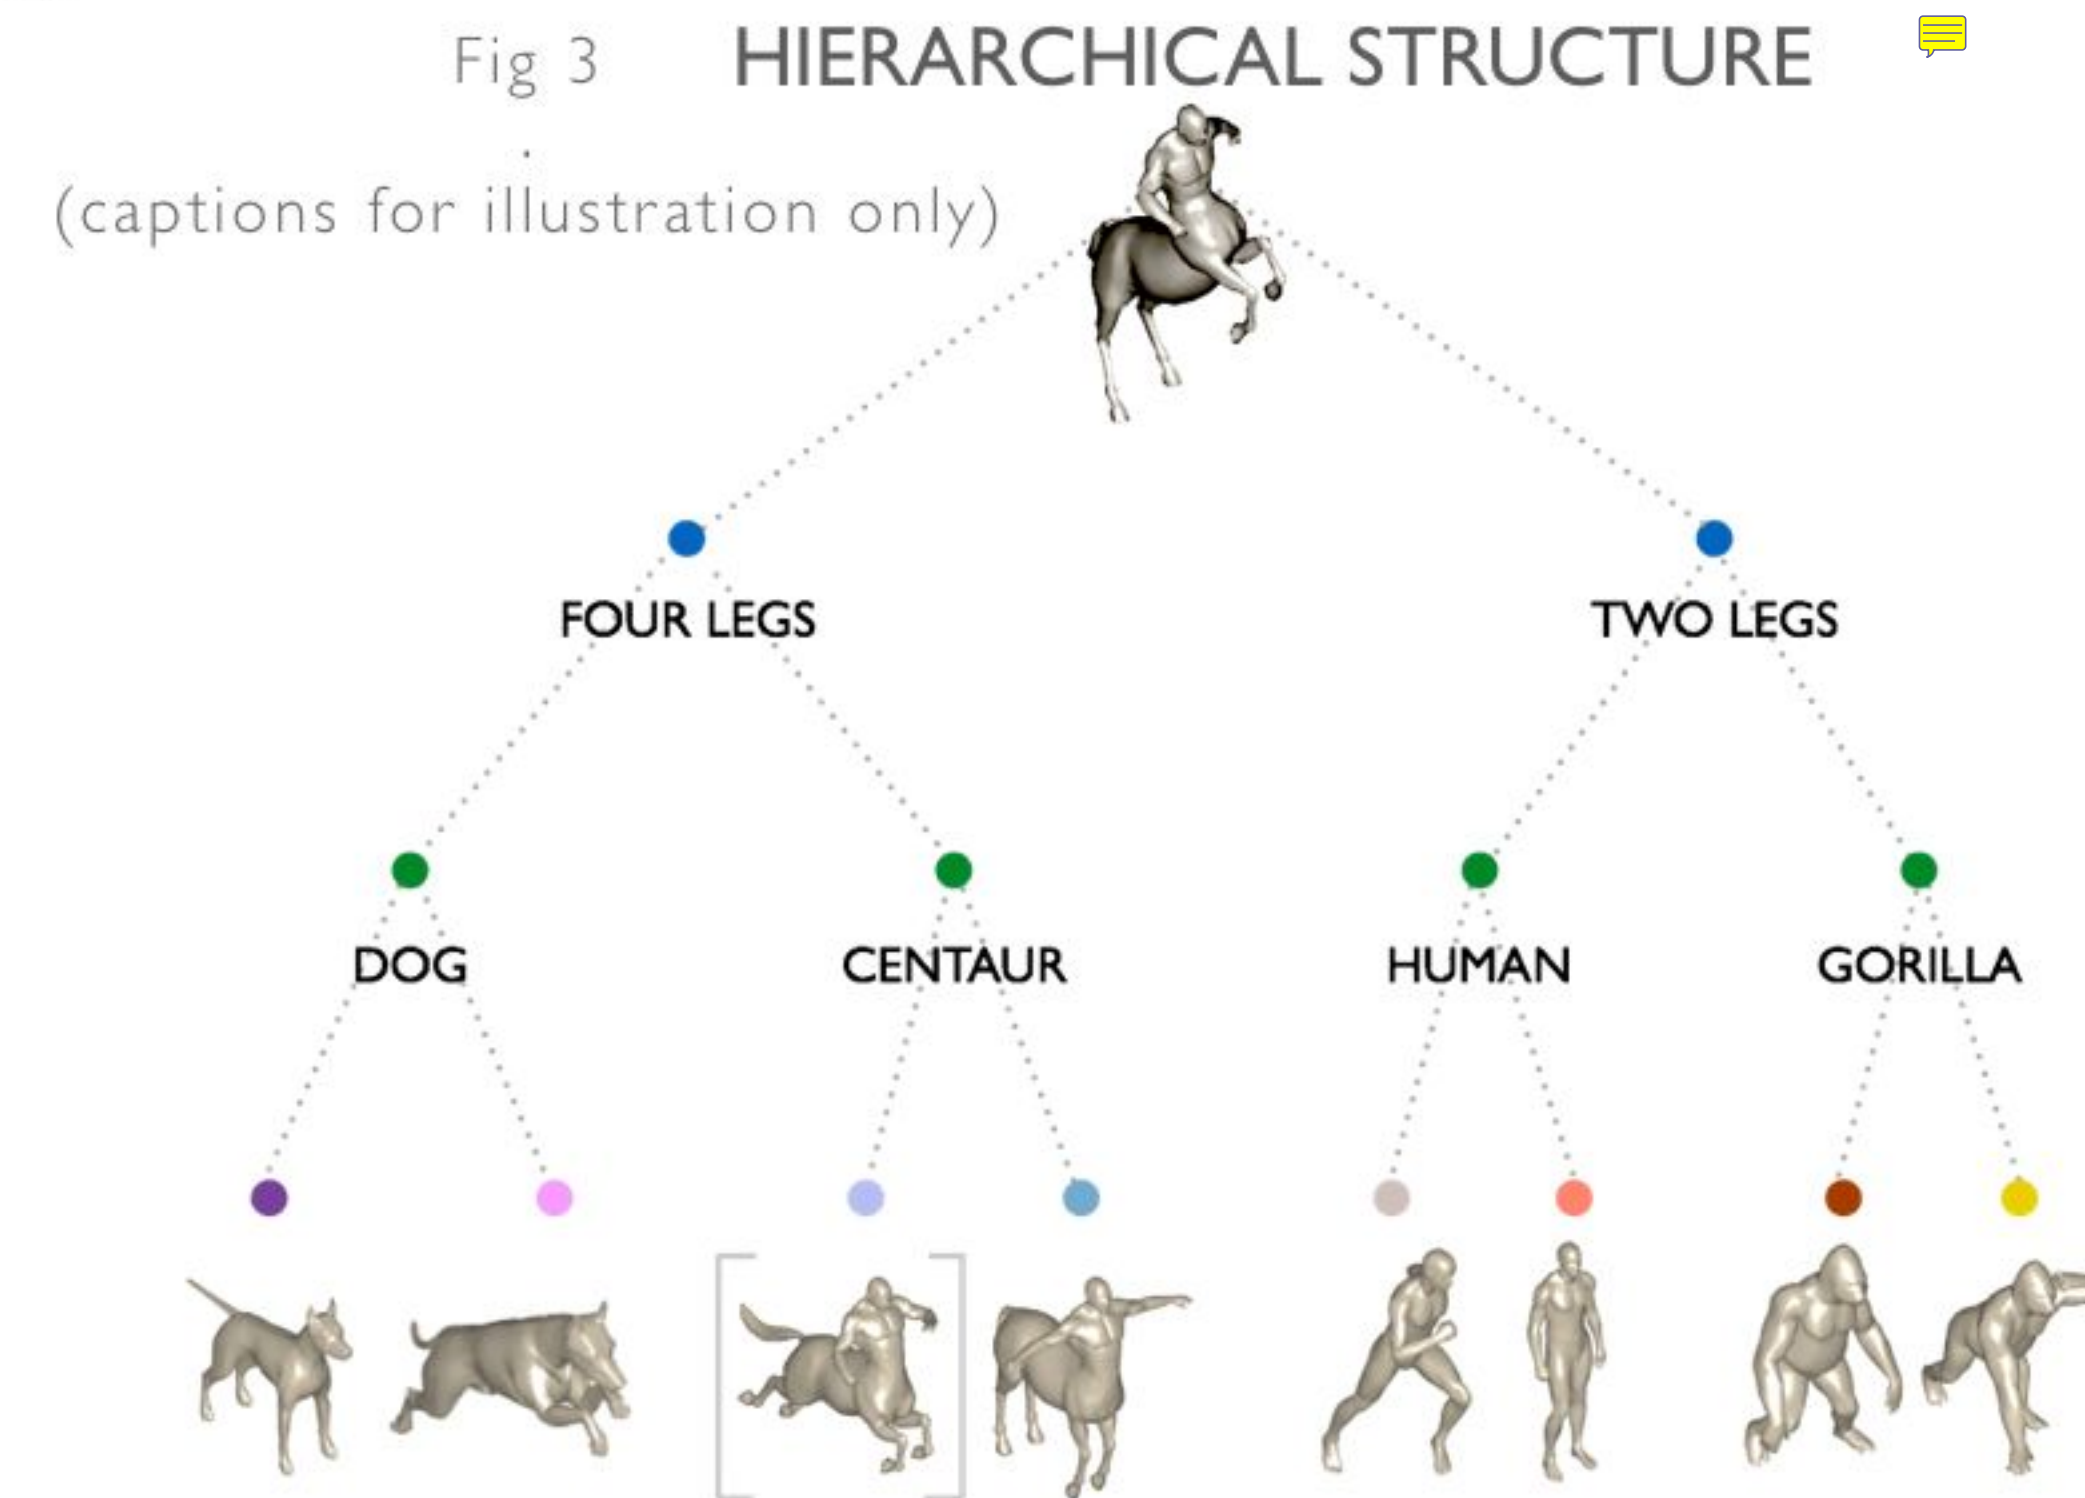 Fig 3 HIERARCHICAL STRUCTURE
.
(captions for illustration only)
FOUR LEGS TWO LEGS
DOG CENTAUR HUMAN GORILLA